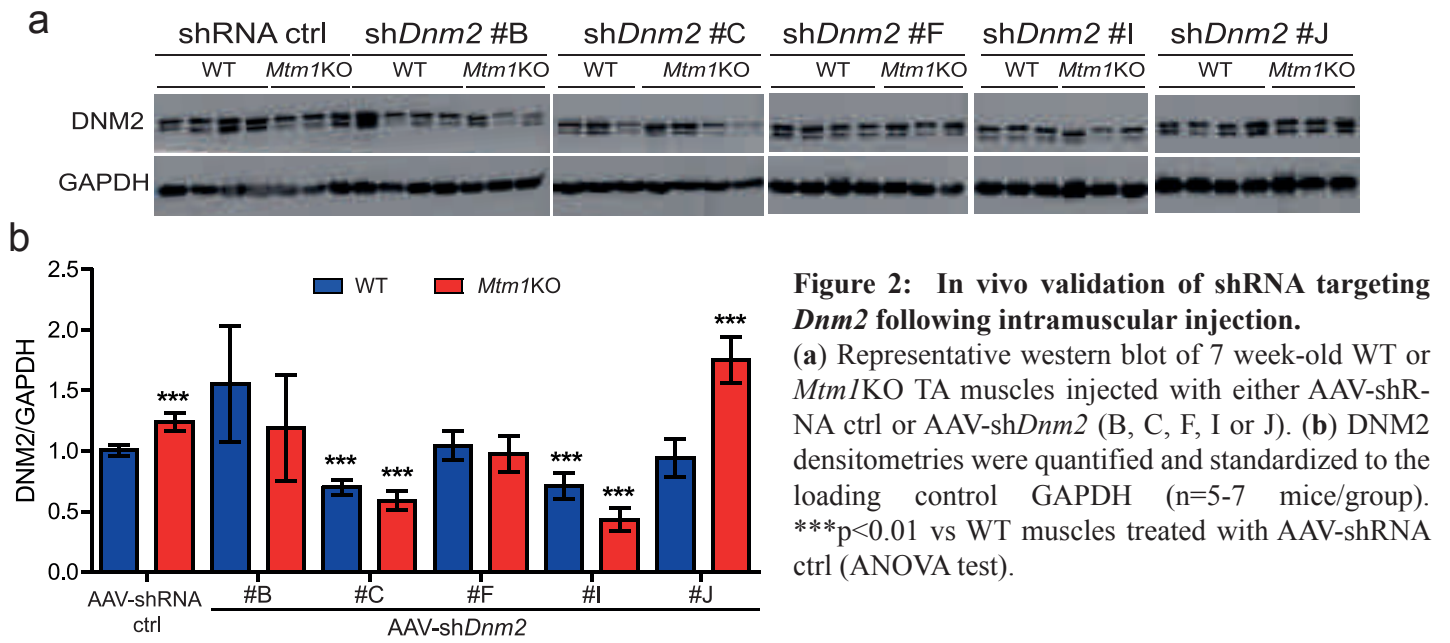 a
shRNA ctrl shDnm2 #B shDnm2 #C shDnm2 #F shDnm2 #I shDnm2 #J
WT Mtm1KO WT Mtm1KO WT Mtm1KO WT Mtm1KO WT Mtm1KO WT Mtm1KO
DNM2
GAPDH
b
WT Mtm1KO
DNM2/GAPDH
2.5
2.0
1.5
1.0
0.5
0.0
*** *** *** *** *** ***
AAV-shRNA ctrl
#B #C #F #I #J
AAV-shDnm2
Figure 2: In vivo validation of shRNA targeting
Dnm2 following intramuscular injection.
(a) Representative western blot of 7 week-old WT or
Mtm1KO TA muscles injected with either AAV-shR-
NA ctrl or AAV-shDnm2 (B, C, F, I or J). (b) DNM2
densitometries were quantified and standardized to the
loading control GAPDH (n=5-7 mice/group).
***p<0.01 vs WT muscles treated with AAV-shRNA
ctrl (ANOVA test).